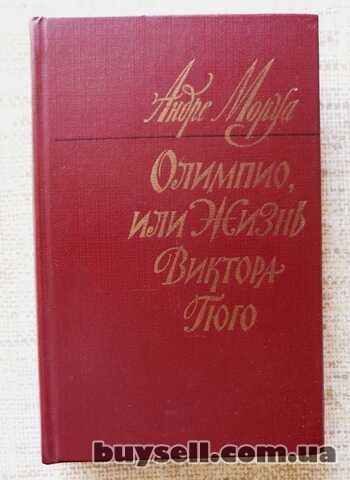 Андре Моруа
Олимпио,
или Жизнь
Виктора
Гюго
buysell.com.ua